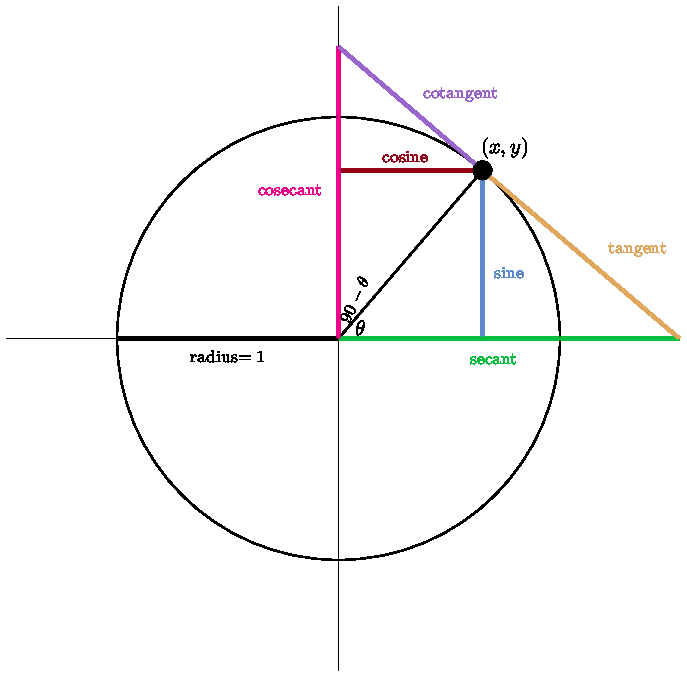 cotangent
(x, y)
cosine
cosecant
tangent
sine
90 − θ
θ
radius= 1
secant